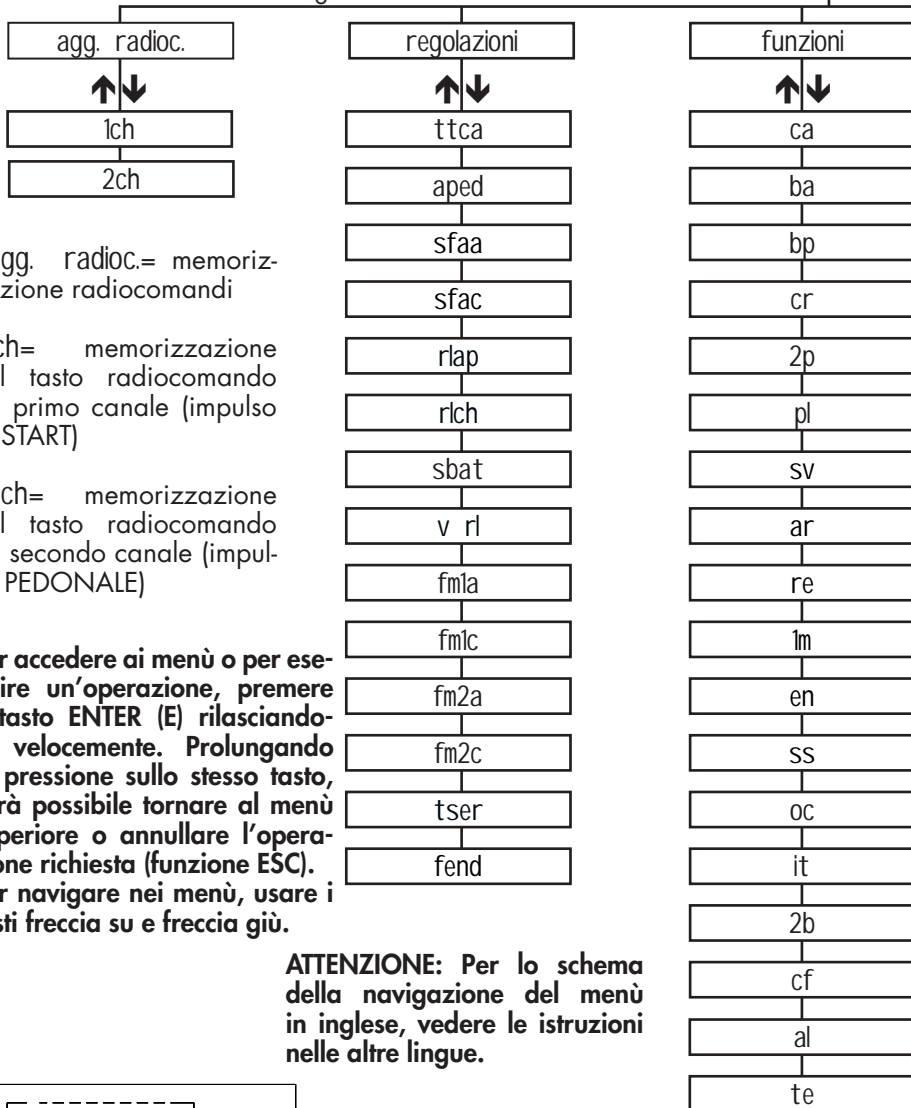 agg. radioc.
1ch
2ch
gg. radioc.= memoriz-
zione radiocomandi
ch= memorizzazione
l tasto radiocomando
primo canale (impulso
START)
ch= memorizzazione
l tasto radiocomando
secondo canale (impul-
PEDONALE)
r accedere ai menù o per ese-
ire un'operazione, premere
tasto ENTER (E) rilasciando-
velocemente. Prolungando
pressione sullo stesso tasto,
rà possibile tornare al menù
periore o annullare l'opera-
one richiesta (funzione ESC).
r navigare nei menù, usare i
sti freccia su e freccia giù.
regolazioni
ttca
aped
sfaa
sfac
rlap
rlch
sbat
v rl
fm1a
fm1c
fm2a
fm2c
tser
fend
ATTENZIONE: Per lo schema
della navigazione del menù
in inglese, vedere le istruzioni
nelle altre lingue.
funzioni
ca
ba
bp
cr
2p
pl
sv
ar
re
1m
en
ss
oc
it
2b
cf
al
te